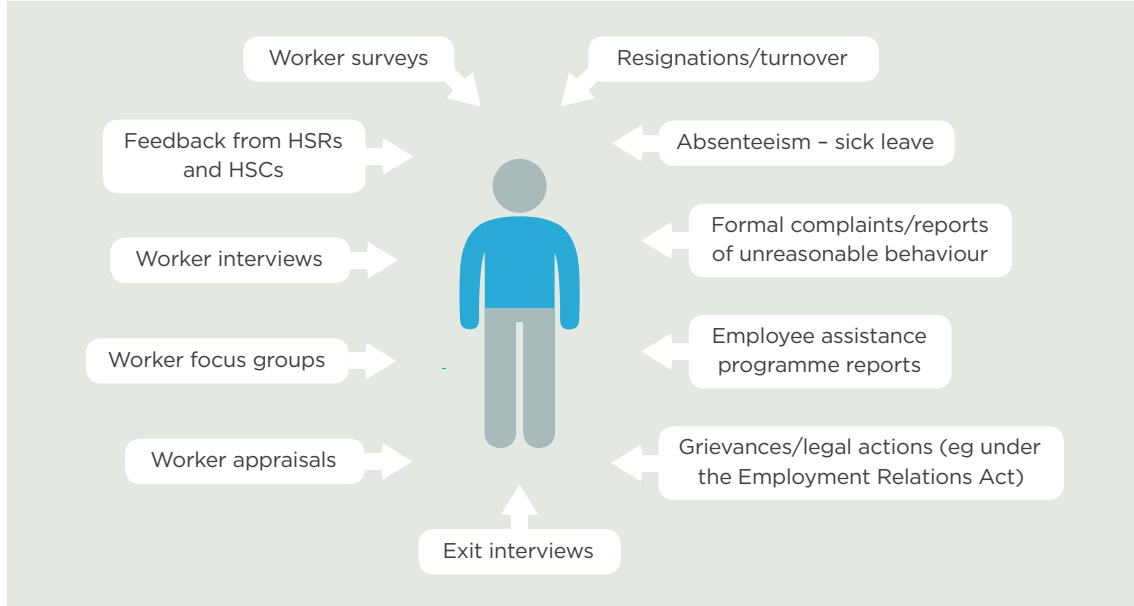 Worker surveys
Resignations/turnover
Feedback from HSRs
and HSCs
Absenteeism – sick leave
Worker interviews
Formal complaints/reports
of unreasonable behaviour
Worker focus groups
Employee assistance
programme reports
Worker appraisals
Grievances/legal actions (eg under
the Employment Relations Act)
Exit interviews